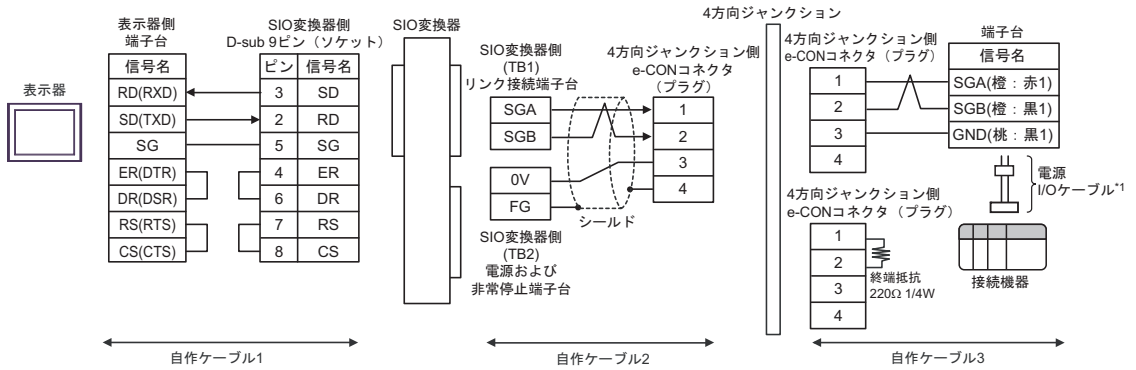 表示器
表示器側
端子台
信号名
RD(RXD)
SD(TXD)
SG
ER(DTR)
DR(DSR)
RS(RTS)
CS(CTS)
SIO変換器側
D-sub 9ピン（ソケット）
ピン 信号名
3 SD
2 RD
5 SG
4 ER
6 DR
7 RS
8 CS
自作ケーブル1
SIO変換器
SIO変換器側
(TB1)
リンク接続端子台
SGA
SGB
0V
FG
SIO変換器側
(TB2)
電源および
非常停止端子台
シールド
4方向ジャンクション側
e-CONコネクタ
（プラグ）
1
2
3
4
自作ケーブル2
4方向ジャンクション
4方向ジャンクション側
e-CONコネクタ（プラグ）
1
2
3
4
端子台
信号名
SGA(橙：赤1)
SGB(橙：黒1)
GND(桃：黒1)
電源
I/Oケーブル*1
接続機器
4方向ジャンクション側
e-CONコネクタ（プラグ）
1
2
3
4
終端抵抗
220Ω 1/4W
自作ケーブル3